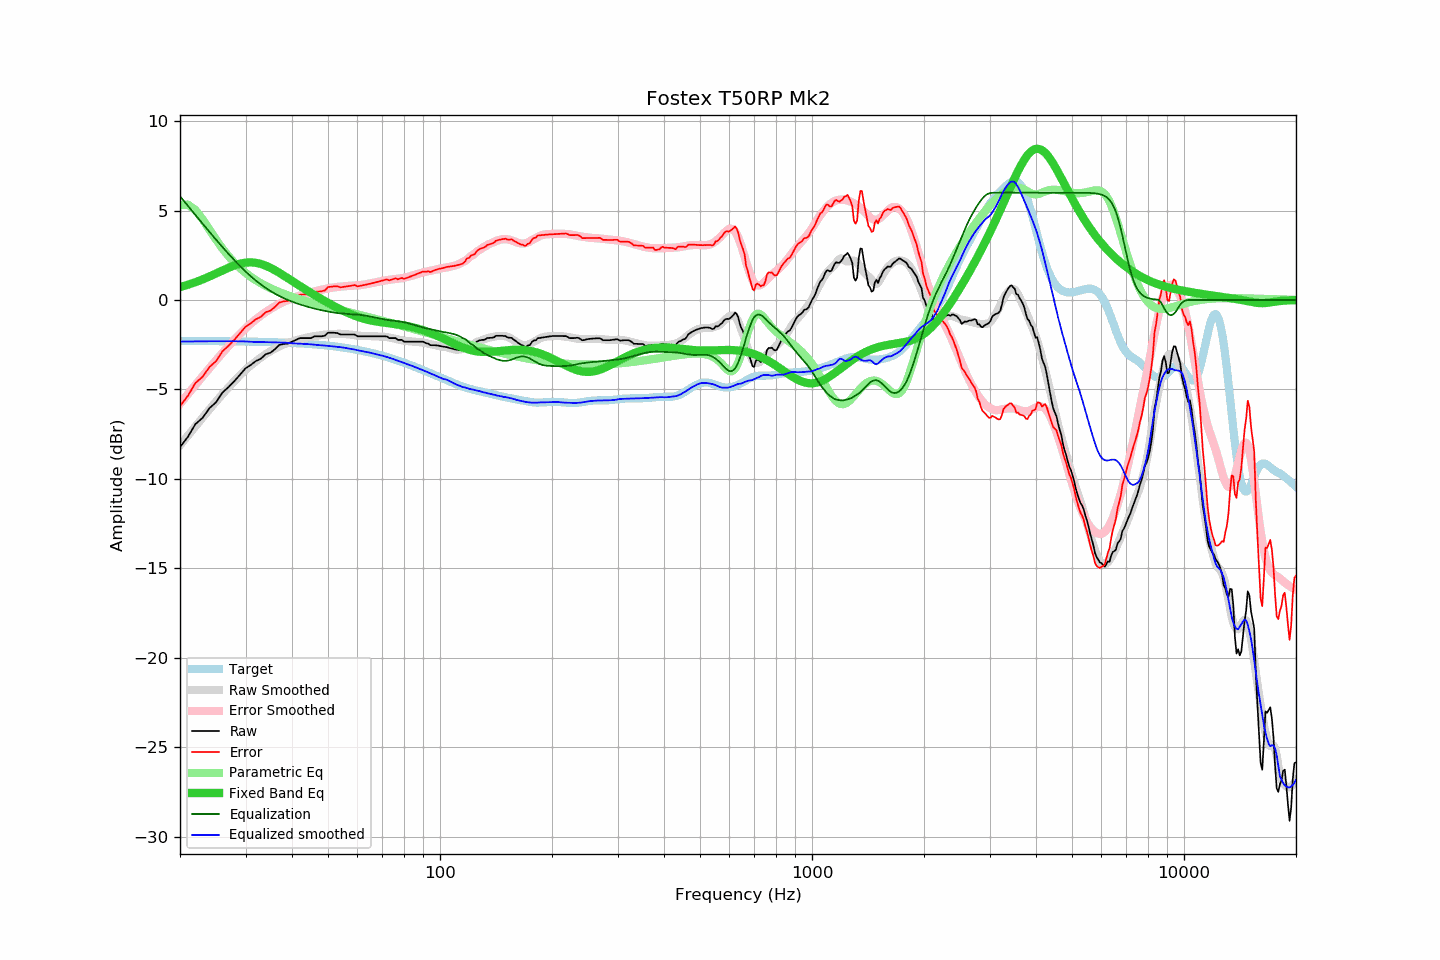 Fostex T50RP Mk2
10
5
0
−5
−10
−15
−20
−25
−30
Amplitude (dBr)
Target
Raw Smoothed
Error Smoothed
Raw
Error
Parametric Eq
Fixed Band Eq
Equalization
Equalized smoothed
100
1000
10000
Frequency (Hz)